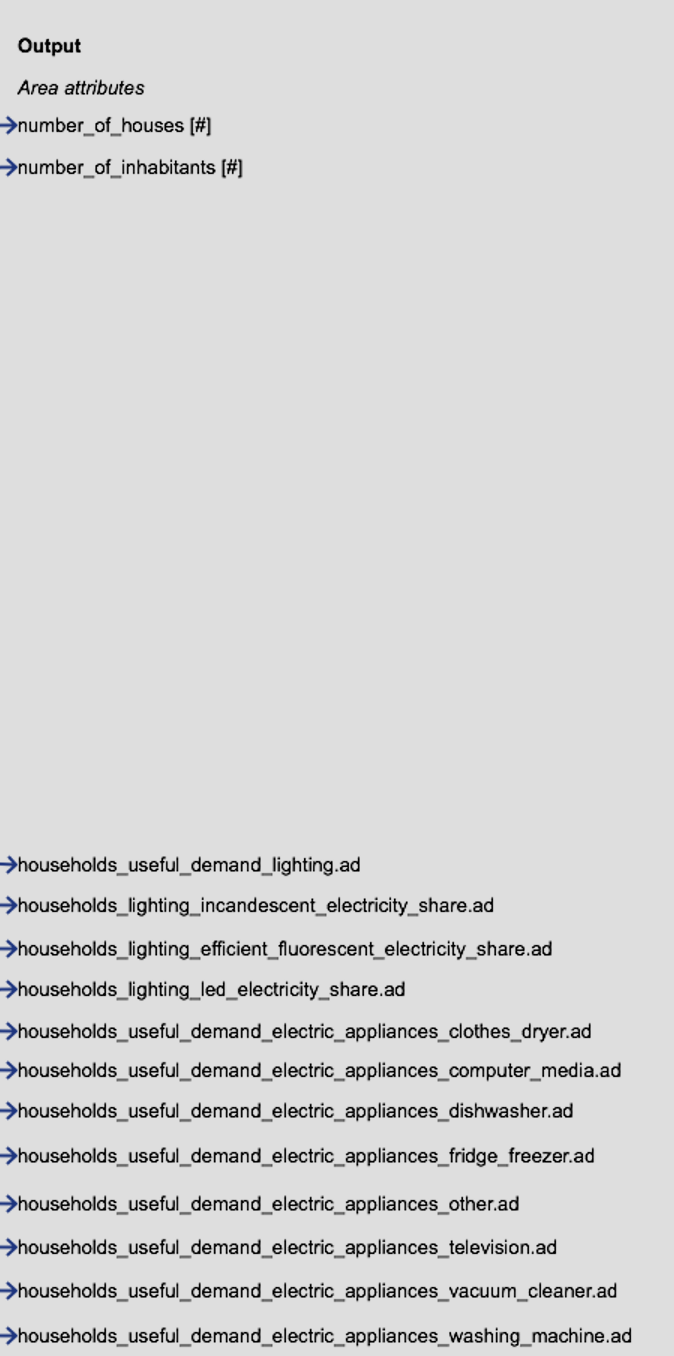 Output
Area attributes
number_of_houses [#]
number_of_inhabitants [#]
households_useful_demand_lighting.ad
households_lighting_incandescent_electricity_share.ad
households_lighting_efficient_fluorescent_electricity_share.ad
households_lighting_led_electricity_share.ad
households_useful_demand_electric_appliances_clothes_dryer.ad
households_useful_demand_electric_appliances_computer_media.ad
households_useful_demand_electric_appliances_dishwasher.ad
households_useful_demand_electric_appliances_fridge_freezer.ad
households_useful_demand_electric_appliances_other.ad
households_useful_demand_electric_appliances_television.ad
households_useful_demand_electric_appliances_vacuum_cleaner.ad
households_useful_demand_electric_appliances_washing_machine.ad